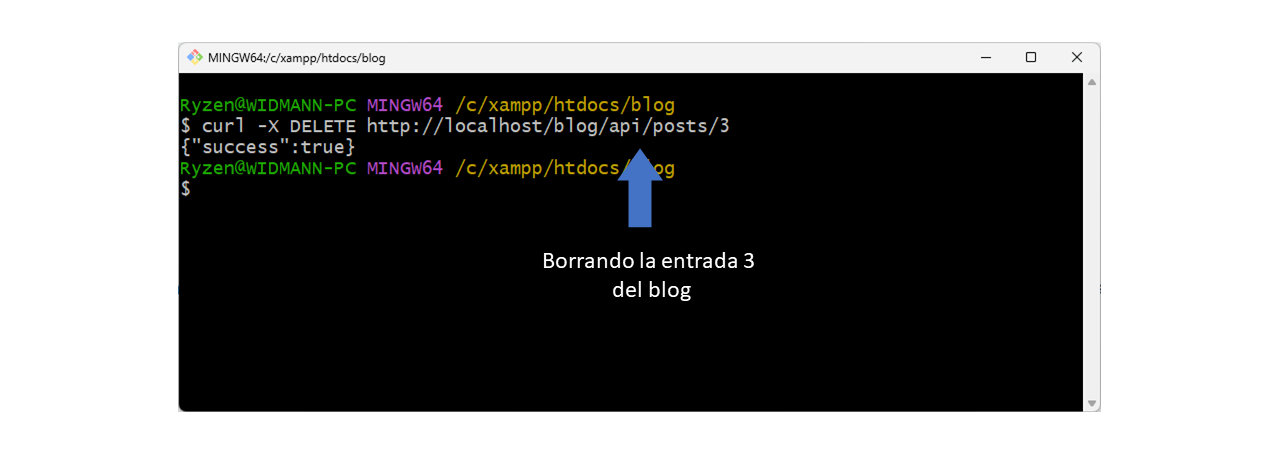 MINGW64:/c/xampp/htdocs/blog
Ryzen@WIDMANN-PC MINGW64 /c/xampp/htdocs/blog
$ curl -X DELETE http://localhost/blog/api/posts/3
{"success":true}
Ryzen@WIDMANN-PC MINGW64 /c/xampp/htdocs/blog
$
Borrando la entrada 3
del blog